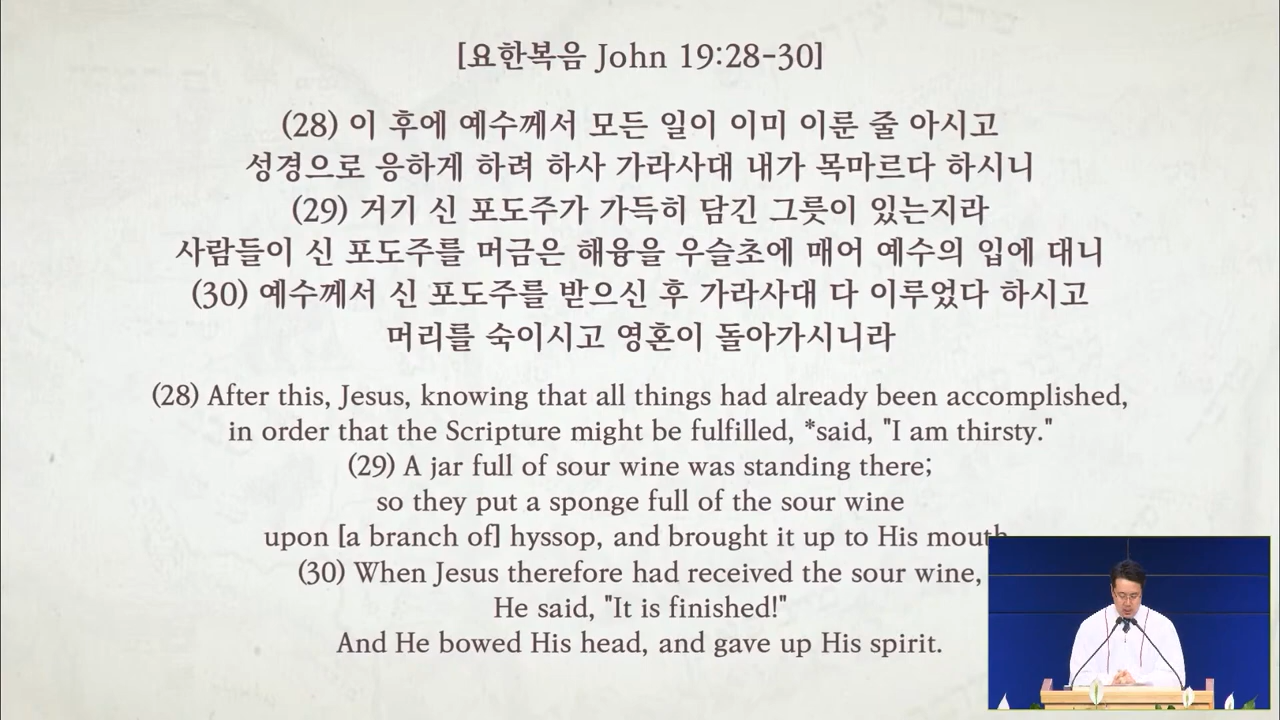 [요한복음 John 19:28-30]
(28) 이 후에 예수께서 모든 일이 이미 이룬 줄 아시고
성경으로 응하게 하려 하사 가라사대 내가 목마르다 하시니
(29) 거기 신 포도주가 가득히 담긴 그릇이 있는지라
사람들이 신 포도주를 머금은 해융을 우슬초에 매어 예수의 입에 대니
(30) 예수께서 신 포도주를 받으신 후 가라사대 다 이루었다 하시고
머리를 숙이시고 영혼이 돌아가시니라
(28) After this, Jesus, knowing that all things had already been accomplished,
in order that the Scripture might be fulfilled, *said, "I am thirsty."
(29) A jar full of sour wine was standing there;
so they put a sponge full of the sour wine
upon [a branch of] hyssop, and brought it up to His mouth
(30) When Jesus therefore had received the sour wine,
He said, "It is finished!"
And He bowed His head, and gave up His spirit.